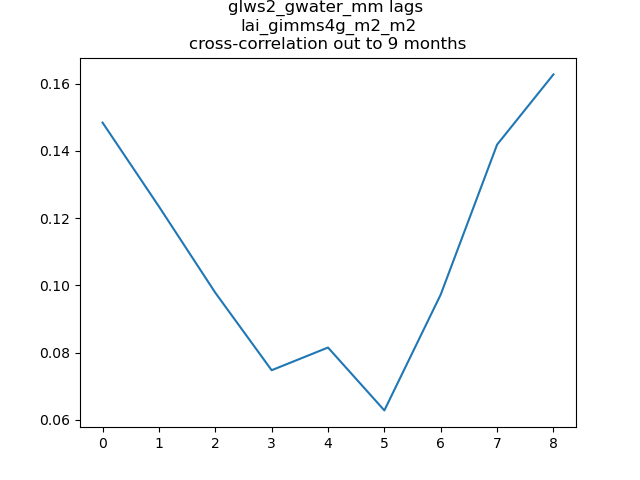 glws2_gwater_mm lags
lai_gimms4g_m2_m2
cross-correlation out to 9 months
0.16
0.14
0.12
0.10
0.08
0.06
0 1 2 3 4 5 6 7 8